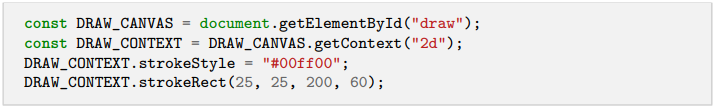 const DRAW_CANVAS = document.getElementById("draw");
const DRAW_CONTEXT = DRAW_CANVAS.getContext("2d");
DRAW_CONTEXT.strokeStyle = "#00ff00";
DRAW_CONTEXT.strokeRect(25, 25, 200, 60);